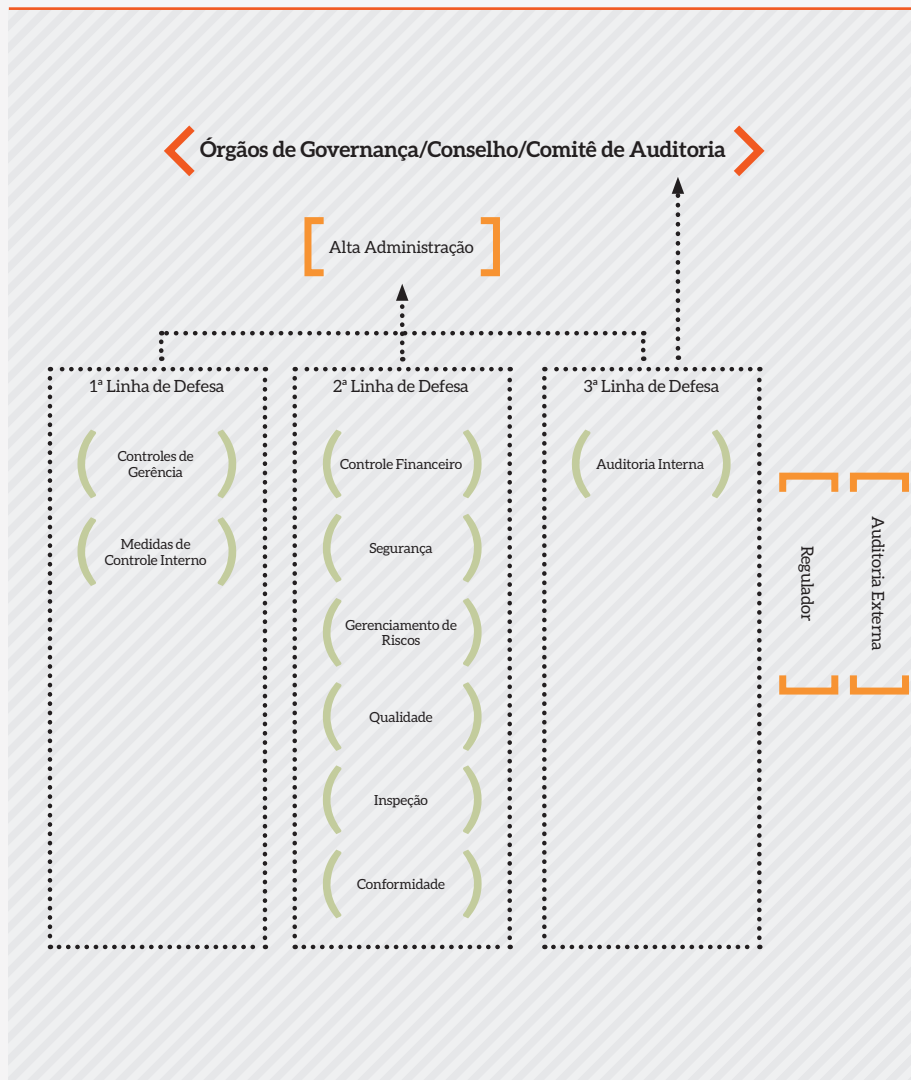 Órgãos de Governança/Conselho/Comitê de Auditoria
Alta Administração
1ª Linha de Defesa
Controles de
Gerência
Medidas de
Controle Interno
2ª Linha de Defesa
Controle Financeiro
Segurança
Gerenciamento de
Riscos
Qualidade
Inspeção
Conformidade
3ª Linha de Defesa
Auditoria Interna
Regulador
Auditoria Externa